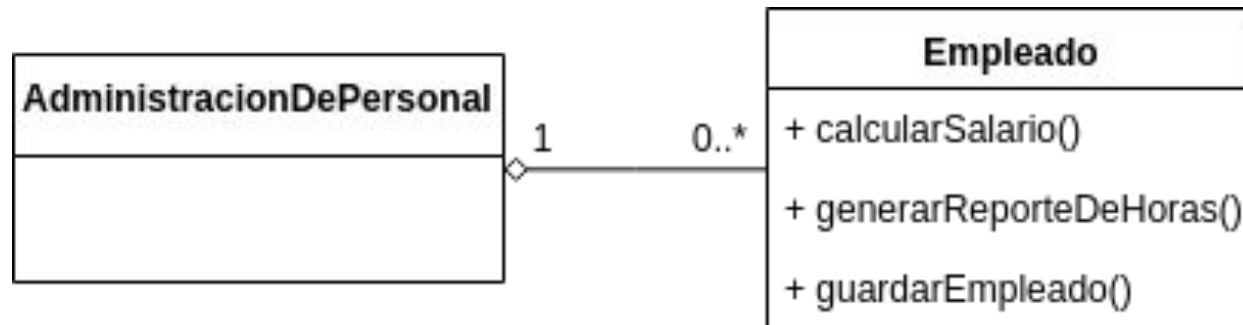 AdministracionDePersonal
1
0..*
Empleado
+ calcularSalario()
+ generarReporteDeHoras()
+ guardarEmpleado()